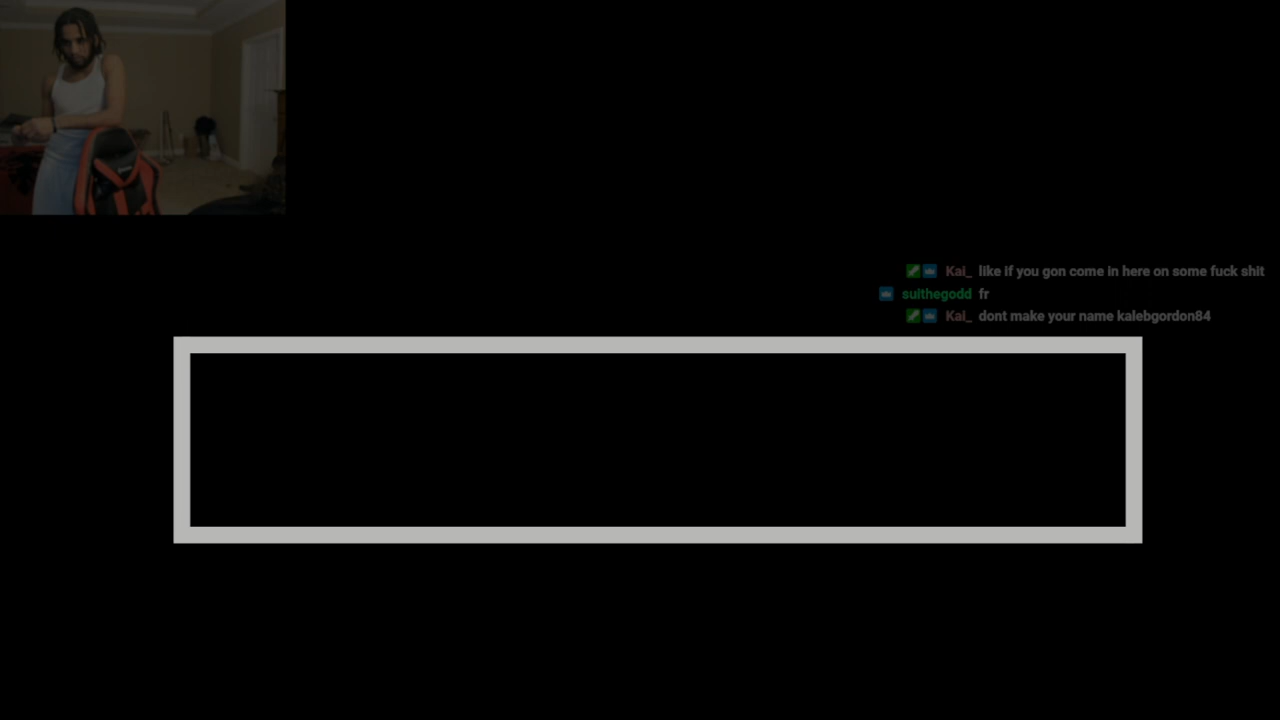 Kai_ like if you gon come in here on some fuck shit
suithegodd fr
Kai_ dont make your name kalebgordon84